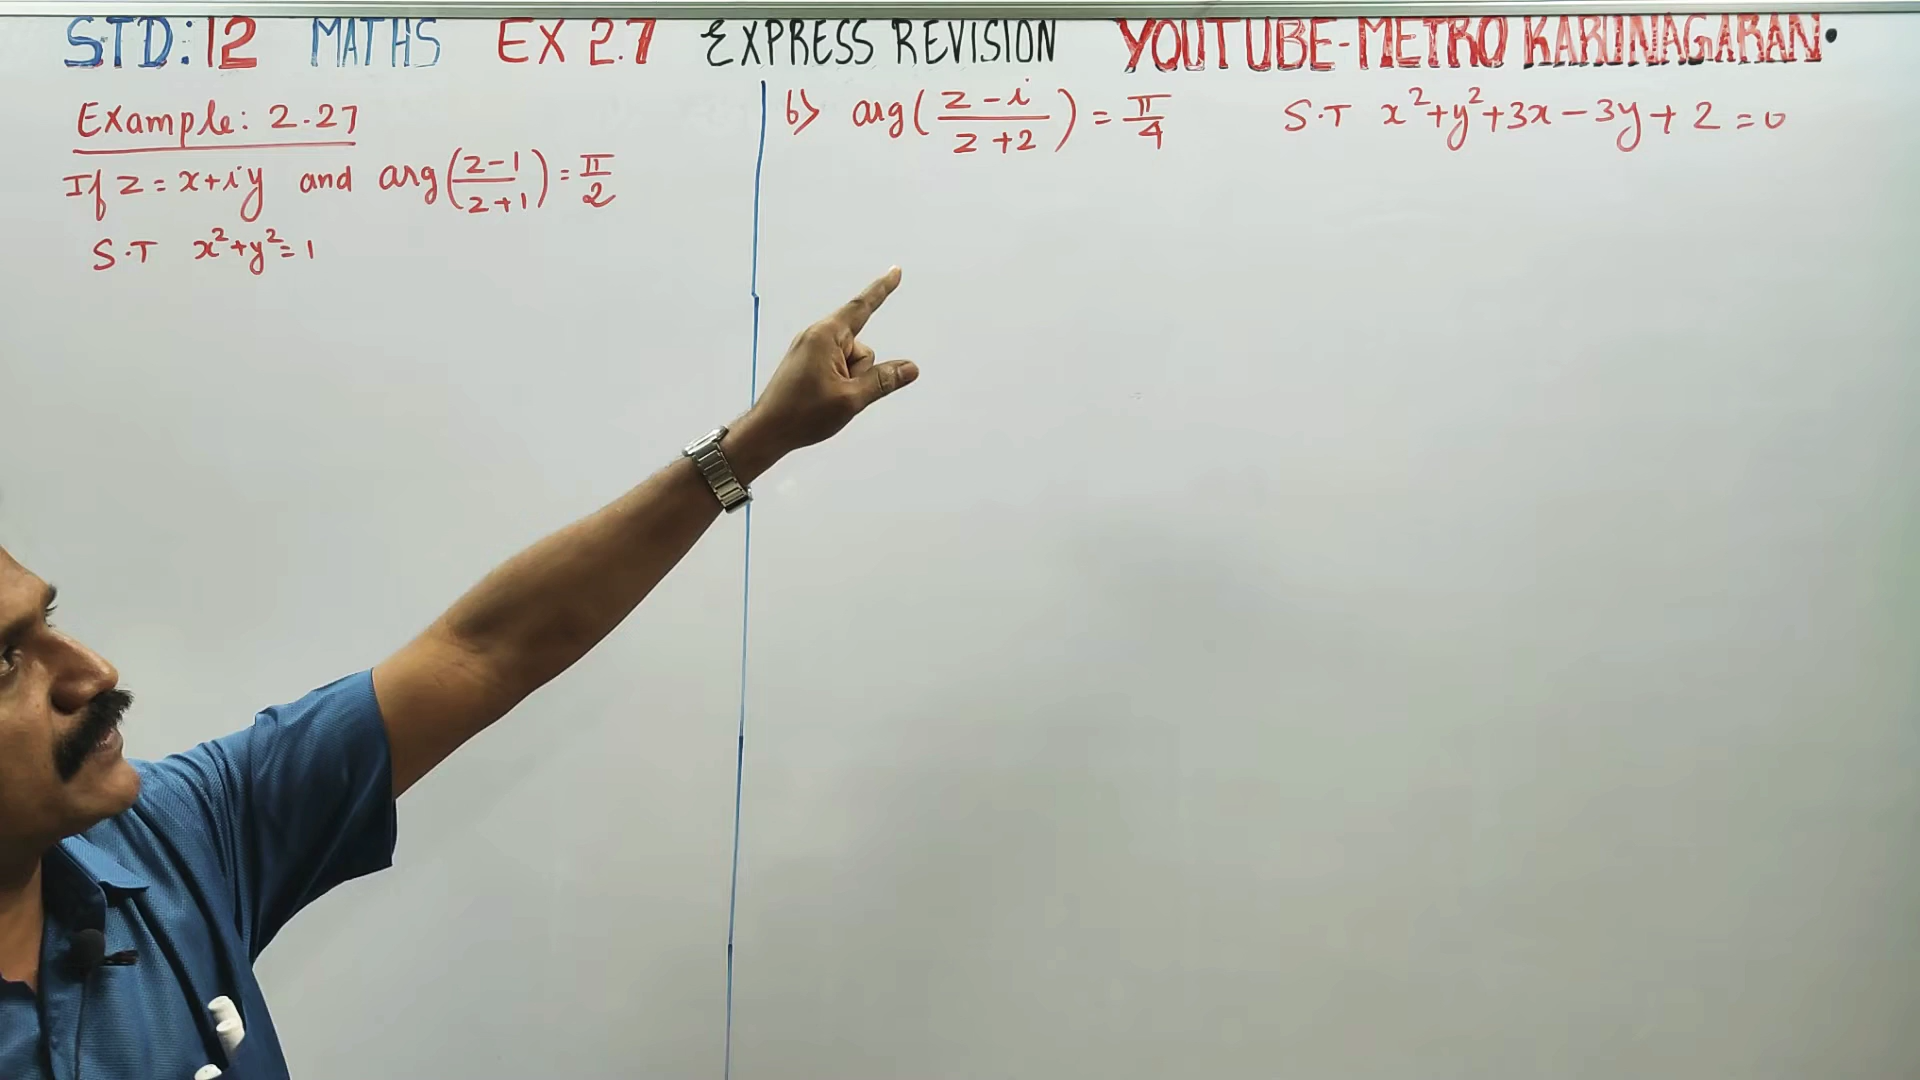 STD:12 MATHS EX 2.7 EXPRESS REVISION YOUTUBE-METRO KARUNAGARAN.
Example: 2.27
If z = x+iy and arg((z-1)/(z+1)) = π/2
S.T x²+y²=1
6) arg((z-i)/(z+2)) = π/4 S.T x²+y²+3x-3y+2=0